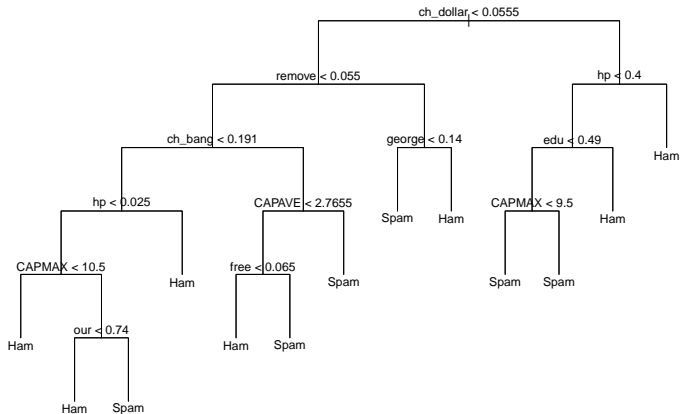 ch_dollar < 0.0555
remove < 0.055
hp < 0.4
ch_bang < 0.191
george < 0.14
edu < 0.49
Ham
hp < 0.025
CAPAVE < 2.7655
Spam
Ham
CAPMAX < 9.5
Ham
CAPMAX < 10.5
Ham
free < 0.065
Spam
Spam
Spam
Ham
our < 0.74
Ham
Spam
Ham
Spam